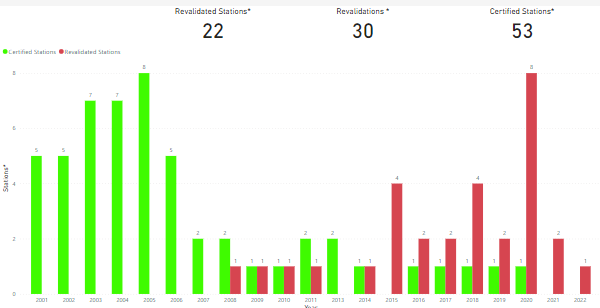 Revalidated Stations* Revalidations * Certified Stations*
22 30 53
Certified Stations Revalidated Stations
8 8 8
7 7
6
5 5 5
4 4 4
2 2 2 2 2 2 2 2 2 2
1 1 1 1 1 1 1 1 1 1 1 1 1 1
0
Stations*
2001 2002 2003 2004 2005 2006 2007 2008 2009 2010 2011 2013 2014 2015 2016 2017 2018 2019 2020 2021 2022
Year